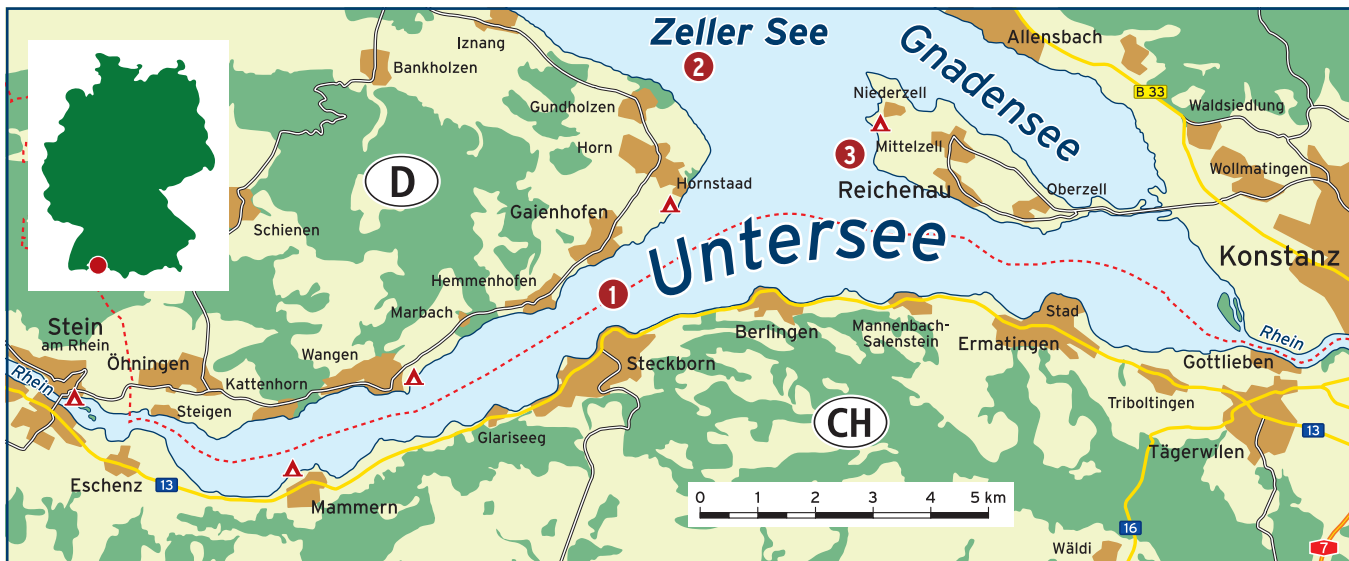 Zeller See
2
Iznang
Bankholzen
Gundholzen
Horn
Hornstaad
D
Gaienhofen
Schienen
Hemmenhofen
Marbach
1
Untersee
Gnadensee
Allensbach
B 33
Waldsiedlung
Niederzell
3
Mittelzell
Reichenau
Oberzell
Wollmatingen
Konstanz
Stein
am Rhein
Öhningen
Wangen
Kattenhorn
Steigen
Rhein
Eschenz
13
Glariseeg
Mammern
Steckborn
Berlingen
Mannenbach-
Salenstein
Stad
Ermatingen
Rhein
Gottlieben
Triboltingen
CH
13
Tägerwilen
0 1 2 3 4 5 km
16
Wäldi
7